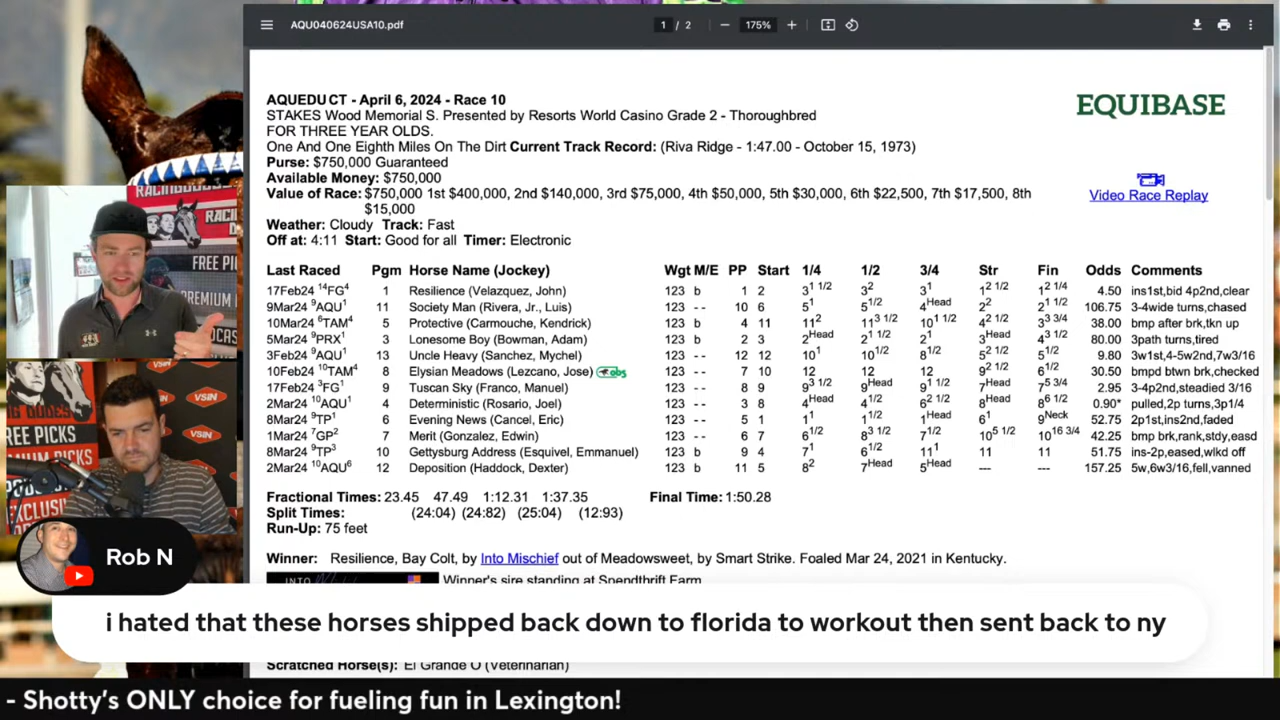 AQU040624USA10.pdf
1 / 2
175%
AQUEDUCT - April 6, 2024 - Race 10
STAKES Wood Memorial S. Presented by Resorts World Casino Grade 2 - Thoroughbred
FOR THREE YEAR OLDS.
One And One Eighth Miles On The Dirt Current Track Record: (Riva Ridge - 1:47.00 - October 15, 1973)
Purse: $750,000 Guaranteed
Available Money: $750,000
Value of Race: $750,000 1st $400,000, 2nd $140,000, 3rd $75,000, 4th $50,000, 5th $30,000, 6th $22,500, 7th $17,500, 8th
$15,000
Weather: Cloudy Track: Fast
Off at: 4:11 Start: Good for all Timer: Electronic
EQUIBASE
Video Race Replay
Last Raced Pgm Horse Name (Jockey) Wgt M/E PP Start 1/4 1/2 3/4 Str Fin Odds Comments
17Feb24 14FG4 1 Resilience (Velazquez, John) 123 b 1 2 3 1 1/2 3 2 3 1 1 2 1/2 1 2 1/4 4.50 ins1st,bid 4p2nd,clear
9Mar24 9AQU1 11 Society Man (Rivera, Jr., Luis) 123 - - 10 6 5 1 5 1/2 4 Head 2 2 2 1 1/2 106.75 3-4wide turns,chased
10Mar24 6TAM4 5 Protective (Carmouche, Kendrick) 123 b 4 11 11 2 11 3 1/2 10 1 4 2 1/2 3 3 3/4 38.00 bmp after brk,tkn up
5Mar24 9PRX1 3 Lonesome Boy (Bowman, Adam) 123 b 2 3 2 Head 2 1 1/2 2 1 3 Head 4 3 1/2 80.00 3path turns,tired
3Feb24 9AQU1 13 Uncle Heavy (Sanchez, Mychel) 123 - - 12 12 10 1 10 1/2 8 1/2 5 2 1/2 5 1/2 9.80 3w1st,4-5w2nd,7w3/16
10Feb24 10TAM4 8 Elysian Meadows (Lezcano, Jose) obs 123 - - 7 10 12 12 12 9 2 1/2 6 1/2 30.50 bmpd btwn brk,checked
17Feb24 3FG1 9 Tuscan Sky (Franco, Manuel) 123 - - 8 9 9 3 1/2 9 Head 9 1 1/2 7 Head 7 5 3/4 2.95 3-4p2nd,steadied 3/16
2Mar24 10AQU1 4 Deterministic (Rosario, Joel) 123 - - 3 8 4 Head 4 1/2 6 2 1/2 8 Head 8 6 1/2 0.90* pulled,2p turns,3p1/4
8Mar24 9TP1 6 Evening News (Cancel, Eric) 123 - - 5 1 1 1 1 1/2 1 Head 6 1 9 Neck 52.75 2p1st,ins2nd,faded
1Mar24 7GP2 7 Merit (Gonzalez, Edwin) 123 - - 6 7 6 1/2 8 3 1/2 7 1/2 10 5 1/2 10 16 3/4 42.25 bmp brk,rank,stdy,easd
8Mar24 9TP3 10 Gettysburg Address (Esquivel, Emmanuel) 123 b 9 4 7 1 6 1/2 11 1 11 11 51.75 ins-2p,eased,wlkd off
2Mar24 10AQU6 12 Deposition (Haddock, Dexter) 123 b 11 5 8 2 7 Head 5 Head --- --- 157.25 5w,6w3/16,fell,vanned
Fractional Times: 23.45 47.49 1:12.31 1:37.35 Final Time: 1:50.28
Split Times: (24:04) (24:82) (25:04) (12:93)
Run-Up: 75 feet
Winner: Resilience, Bay Colt, by Into Mischief out of Meadowsweet, by Smart Strike. Foaled Mar 24, 2021 in Kentucky.
INTO
Winner's sire standing at Spendthrift Farm
Rob N
i hated that these horses shipped back down to florida to workout then sent back to ny
Scratched Horse(s): El Grande O (Veterinarian)
- Shotty's ONLY choice for fueling fun in Lexington!
FREE PICKS
VSiN
VSiN
VSiN